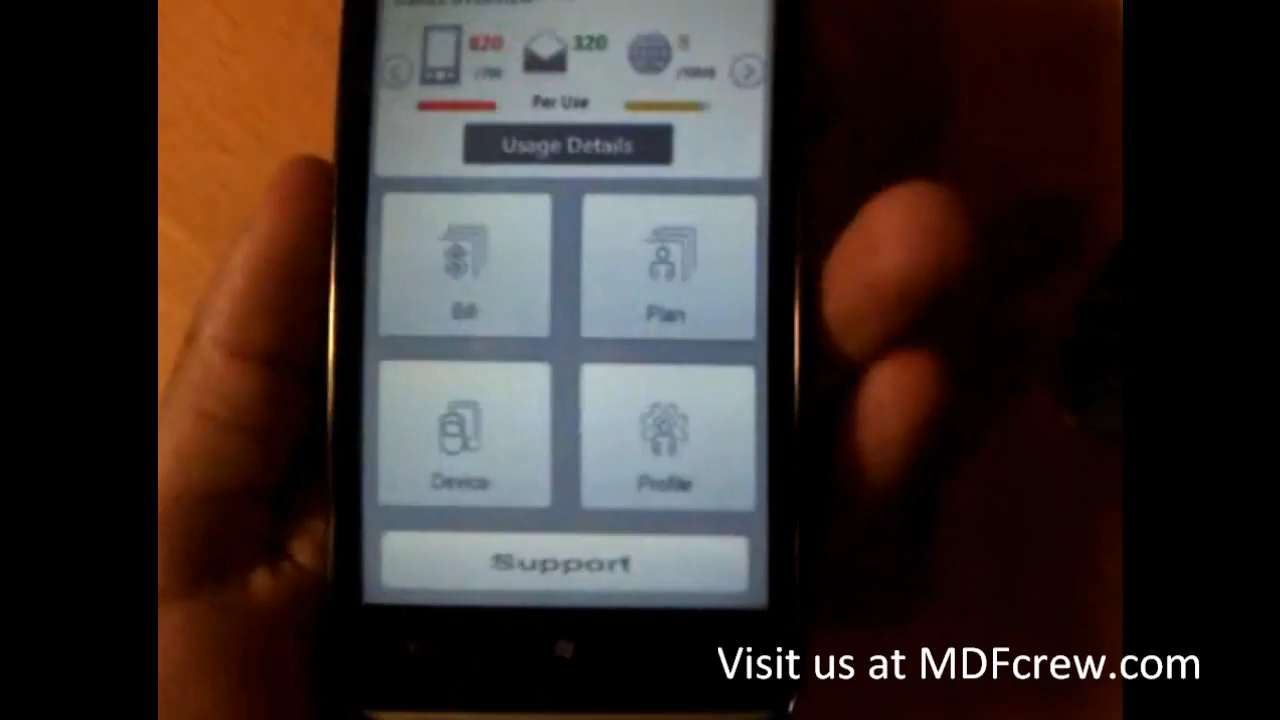 820 320
Per Use
Usage Details
Bill Plan
Device Profile
Support
Visit us at MDFcrew.com